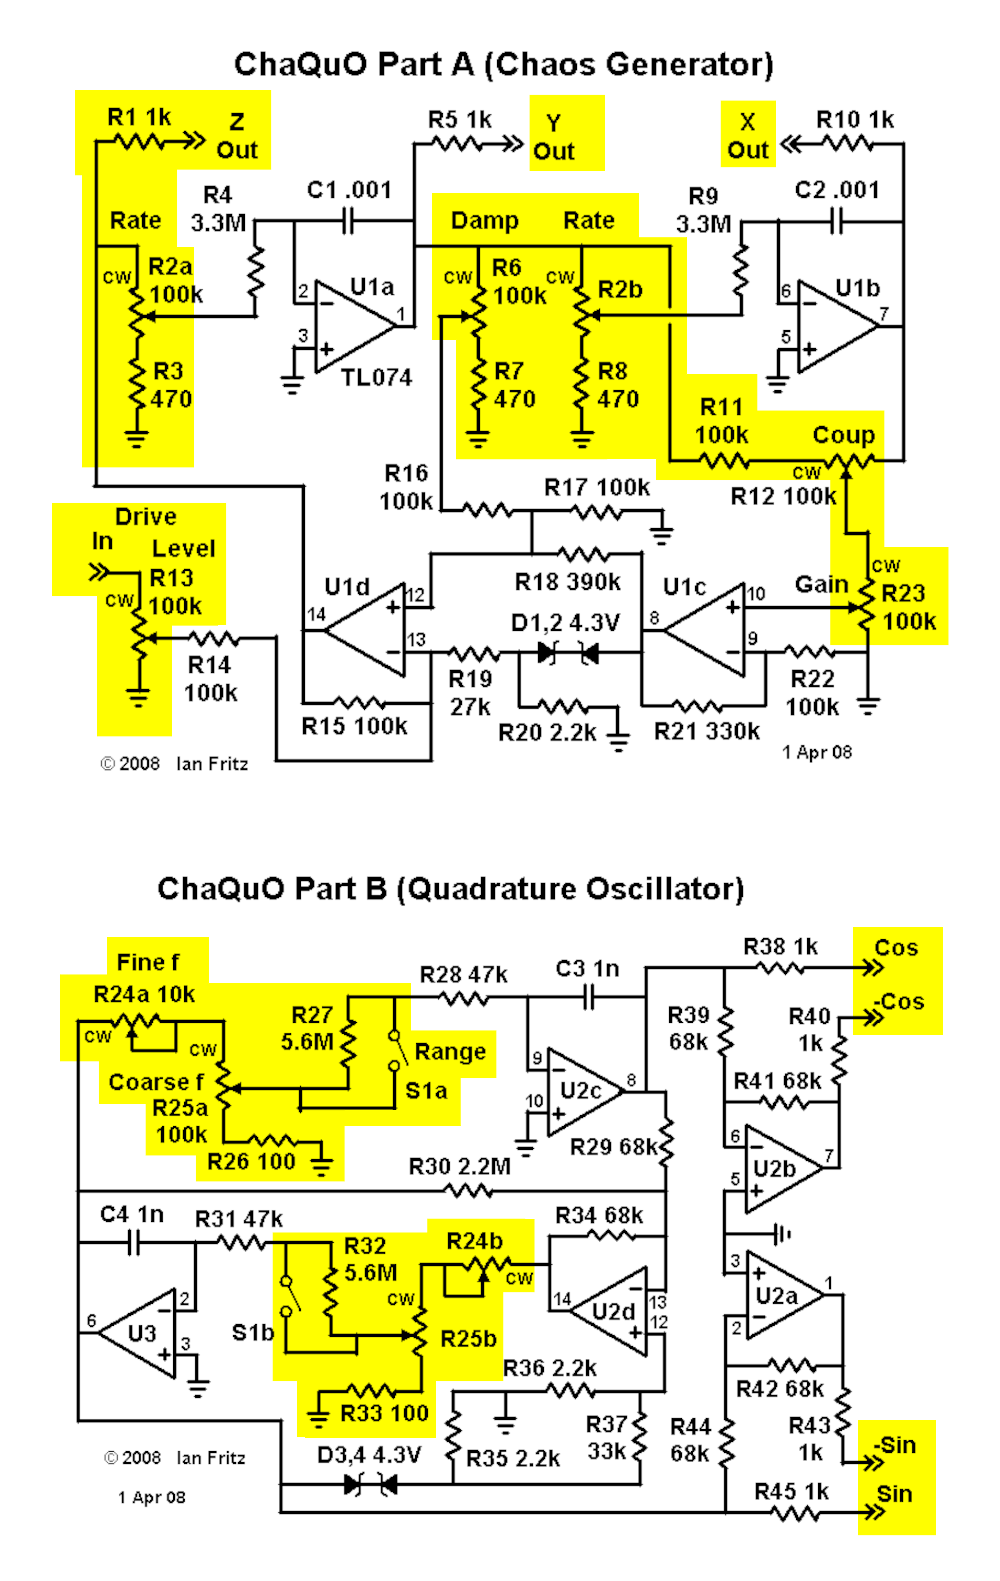 ChaQuO Part A (Chaos Generator)
R1 1k
Z
Out
R5 1k
Y
Out
X
Out
R10 1k
Rate
R4
3.3M
C1 .001
Damp
Rate
R9
3.3M
C2 .001
CW
R2a
100k
2
3
U1a
1
TL074
CW
R6
100k
CW
R2b
6
5
U1b
7
R3
470
R7
470
R8
470
R11
100k
Coup
CW
R12 100k
R16
100k
R17 100k
Drive
In
Level
R13
100k
CW
R14
100k
U1d
14
12
13
R18 390k
D1,2 4.3V
U1c
8
10
9
Gain
CW
R23
100k
R19
27k
R22
100k
R15 100k
R20 2.2k
R21 330k
© 2008 Ian Fritz
1 Apr 08
ChaQuO Part B (Quadrature Oscillator)
Fine f
R24a 10k
CW
CW
R27
5.6M
R28 47k
C3 1n
R38 1k
Cos
-Cos
Range
S1a
Coarse f
R25a
100k
R26 100
9
10
U2c
8
R39
68k
R40
1k
R41 68k
R29 68k
6
5
U2b
7
R30 2.2M
C4 1n
R31 47k
R32
5.6M
R24b
CW
CW
R34 68k
6
U3
2
3
S1b
R25b
14
U2d
13
12
3
2
U2a
1
R33 100
R36 2.2k
R42 68k
R37
33k
R44
68k
R43
1k
-Sin
© 2008 Ian Fritz
D3,4 4.3V
R35 2.2k
1 Apr 08
R45 1k
Sin